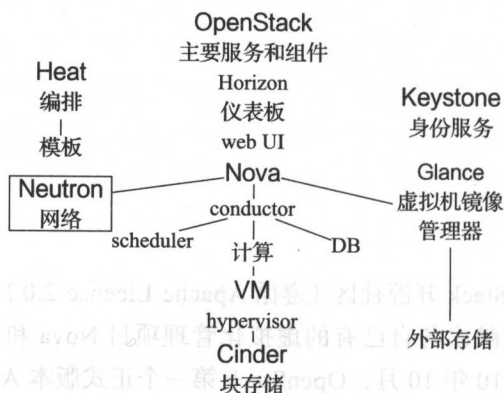 OpenStack
主要服务和组件
Horizon
仪表板
web UI
Heat
编排
模板
Keystone
身份服务
Neutron
网络
Nova
Glance
虚拟机镜像
管理器
conductor
scheduler
DB
计算
VM
hypervisor
外部存储
Cinder
块存储